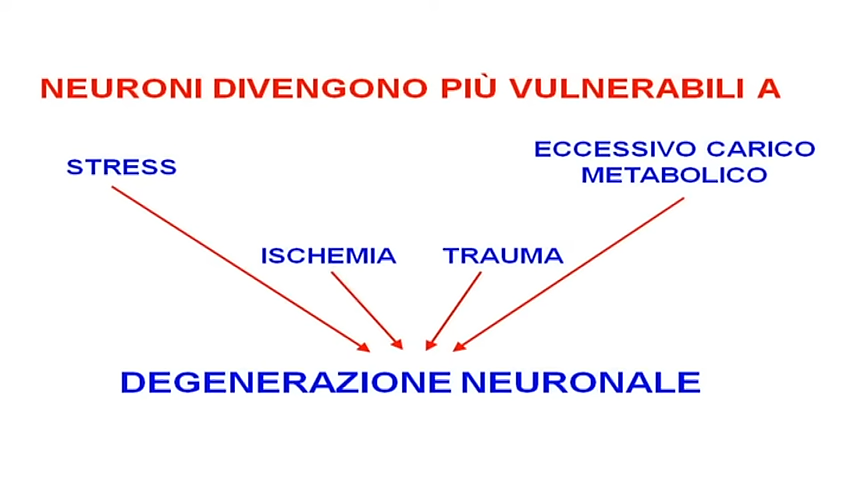 NEURONI DIVENGONO PIÙ VULNERABILI A
STRESS
ECCESSIVO CARICO
METABOLICO
ISCHEMIA
TRAUMA
DEGENERAZIONE NEURONALE